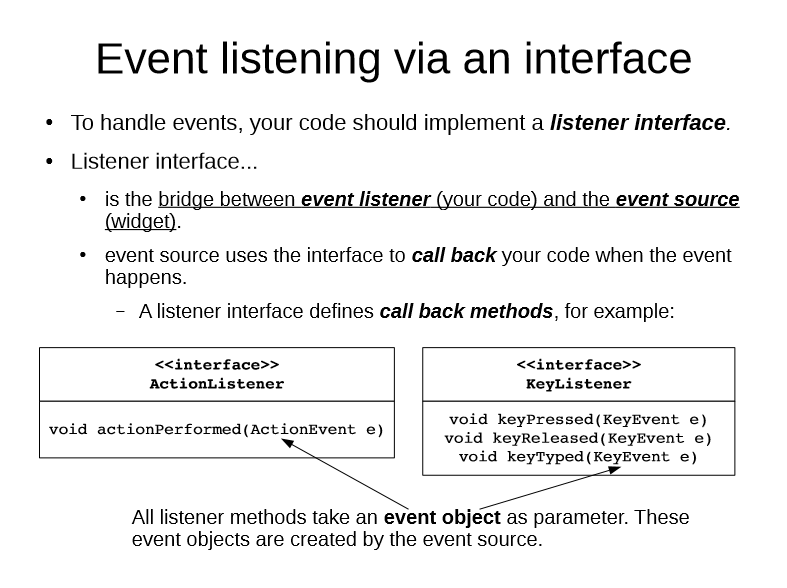 Event listening via an interface
• To handle events, your code should implement a listener interface.
• Listener interface...
• is the bridge between event listener (your code) and the event source
(widget).
• event source uses the interface to call back your code when the event
happens.
– A listener interface defines call back methods, for example:
<<interface>>
ActionListener
void actionPerformed(ActionEvent e)
<<interface>>
KeyListener
void keyPressed(KeyEvent e)
void keyReleased(KeyEvent e)
void keyTyped(KeyEvent e)
All listener methods take an event object as parameter. These
event objects are created by the event source.